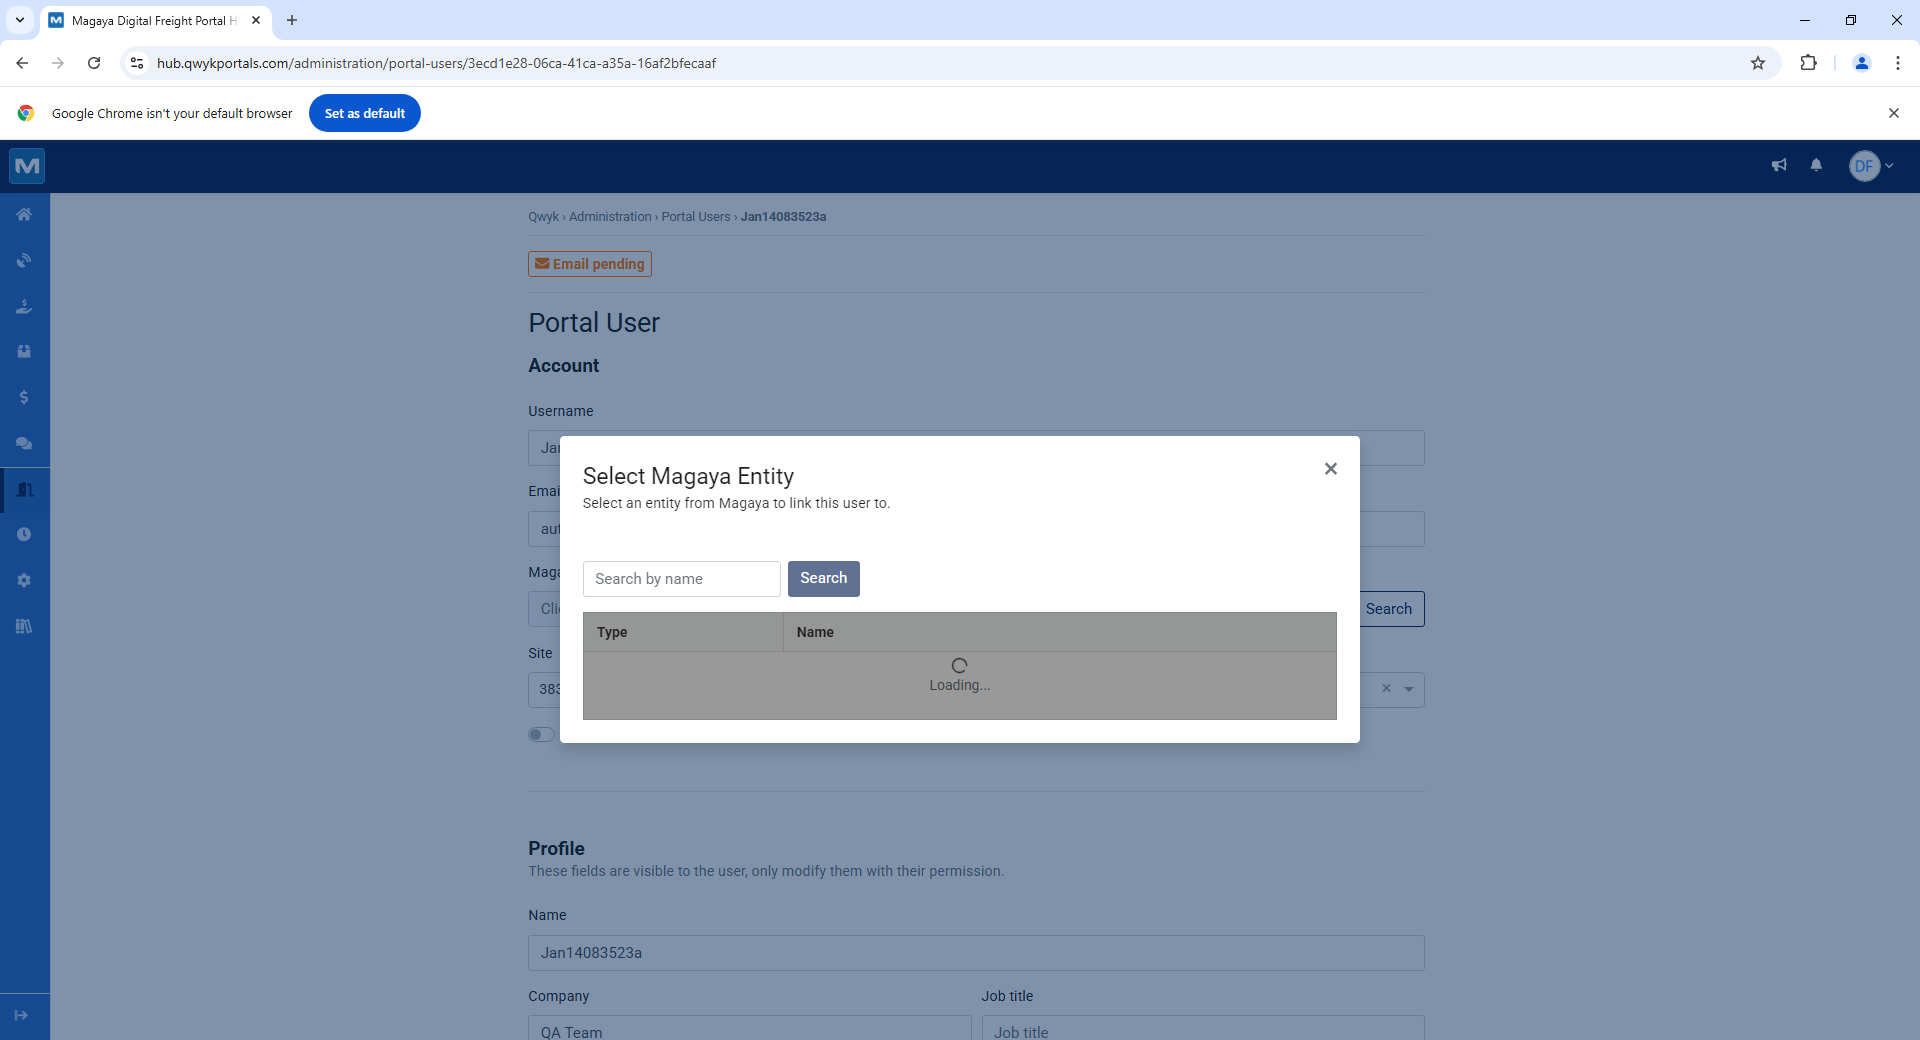 Magaya Digital Freight Portal H
hub.qwykportals.com/administration/portal-users/3ecd1e28-06ca-41ca-a35a-16af2bfecaaf
Google Chrome isn't your default browser
Set as default
M
DF
Qwyk › Administration › Portal Users › Jan14083523a
Email pending
Portal User
Account
Username
Jan
Emai
aut
Maga
Clic
Search
Site
383
Select Magaya Entity
Select an entity from Magaya to link this user to.
Search by name
Search
Type
Name
Loading...
Profile
These fields are visible to the user, only modify them with their permission.
Name
Jan14083523a
Company
Job title
QA Team
Job title